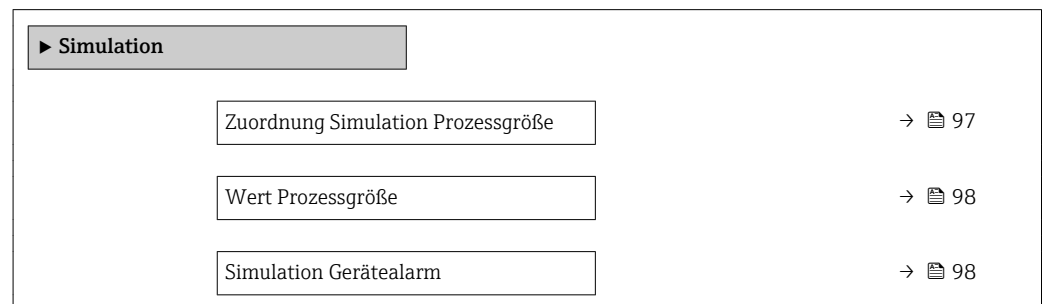 ▶ Simulation
Zuordnung Simulation Prozessgröße → 97
Wert Prozessgröße → 98
Simulation Gerätealarm → 98